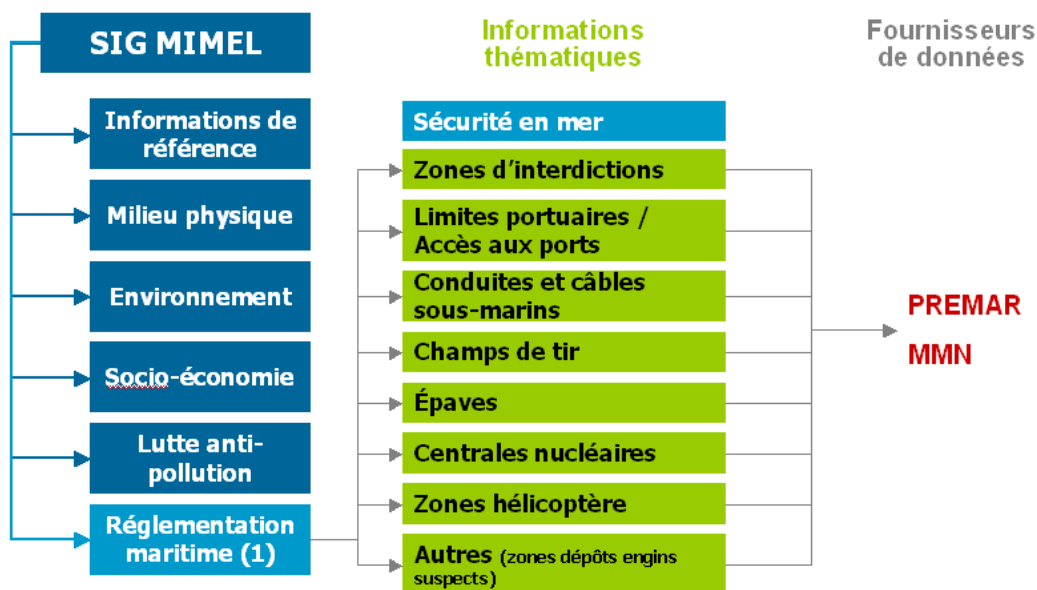 SIG MIMEL
Informations de
référence
Milieu physique
Environnement
Socio-économie
Lutte anti-
pollution
Réglementation
maritime (1)
Informations
thématiques
Sécurité en mer
Zones d’interdictions
Limites portuaires /
Accès aux ports
Conduites et câbles
sous-marins
Champs de tir
Épaves
Centrales nucléaires
Zones hélicoptère
Autres (zones dépôts engins
suspects)
Fournisseurs
de données
PREMAR
MMN